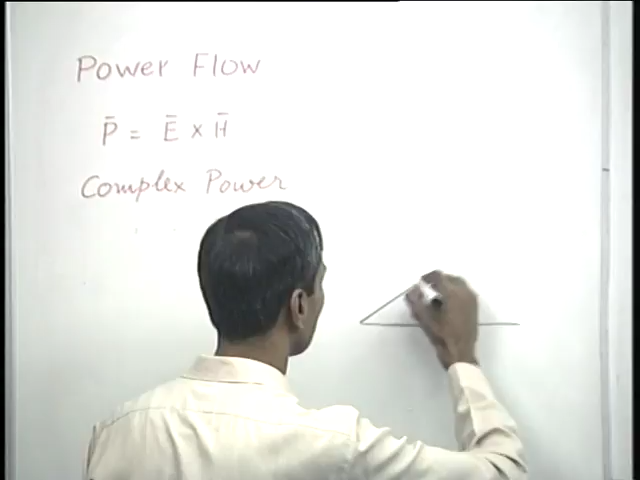 Power Flow
P̄ = Ē × H̄
Complex Power